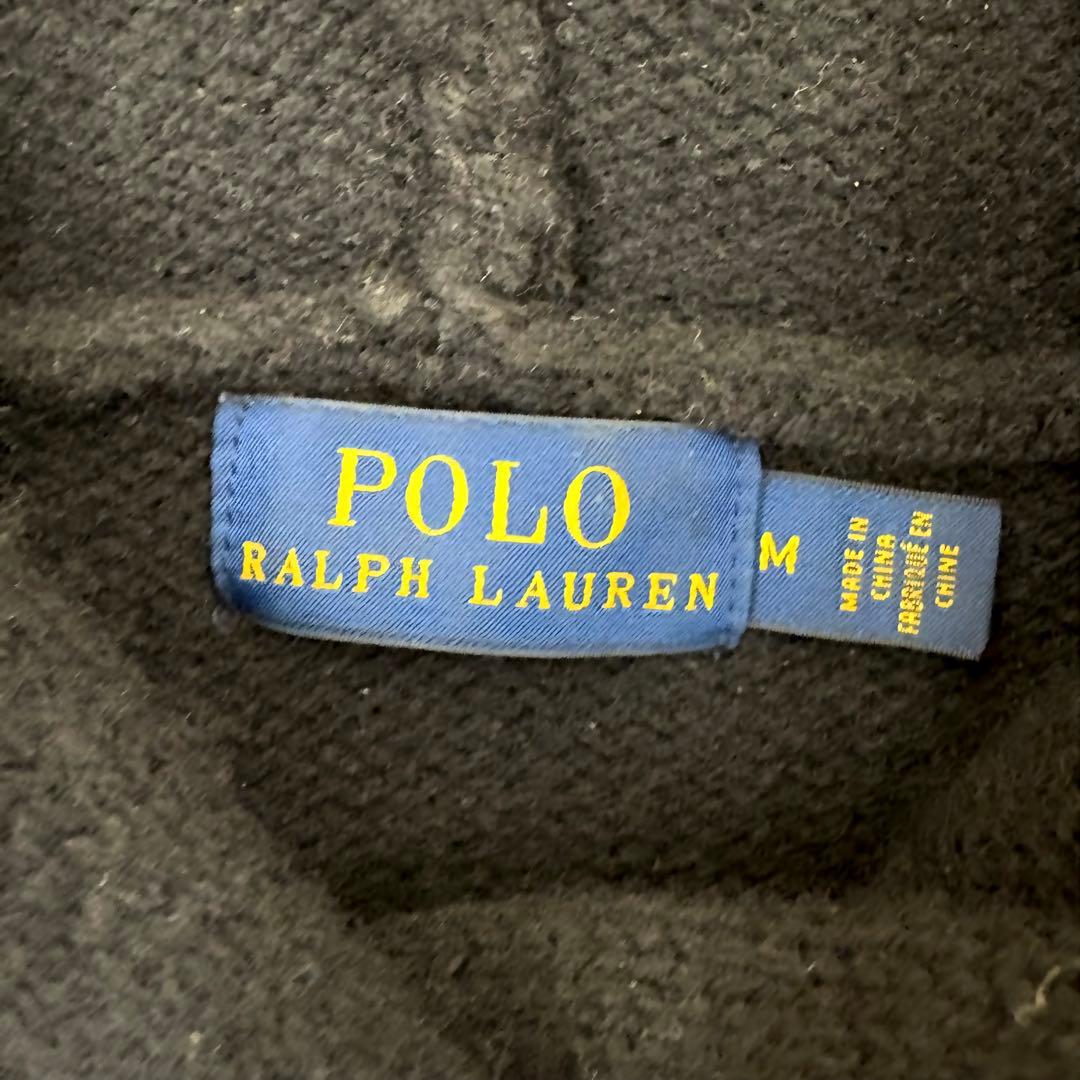 POLO
RALPH LAUREN
M
MADE IN
CHINA
FABRIQUÉ EN
CHINE